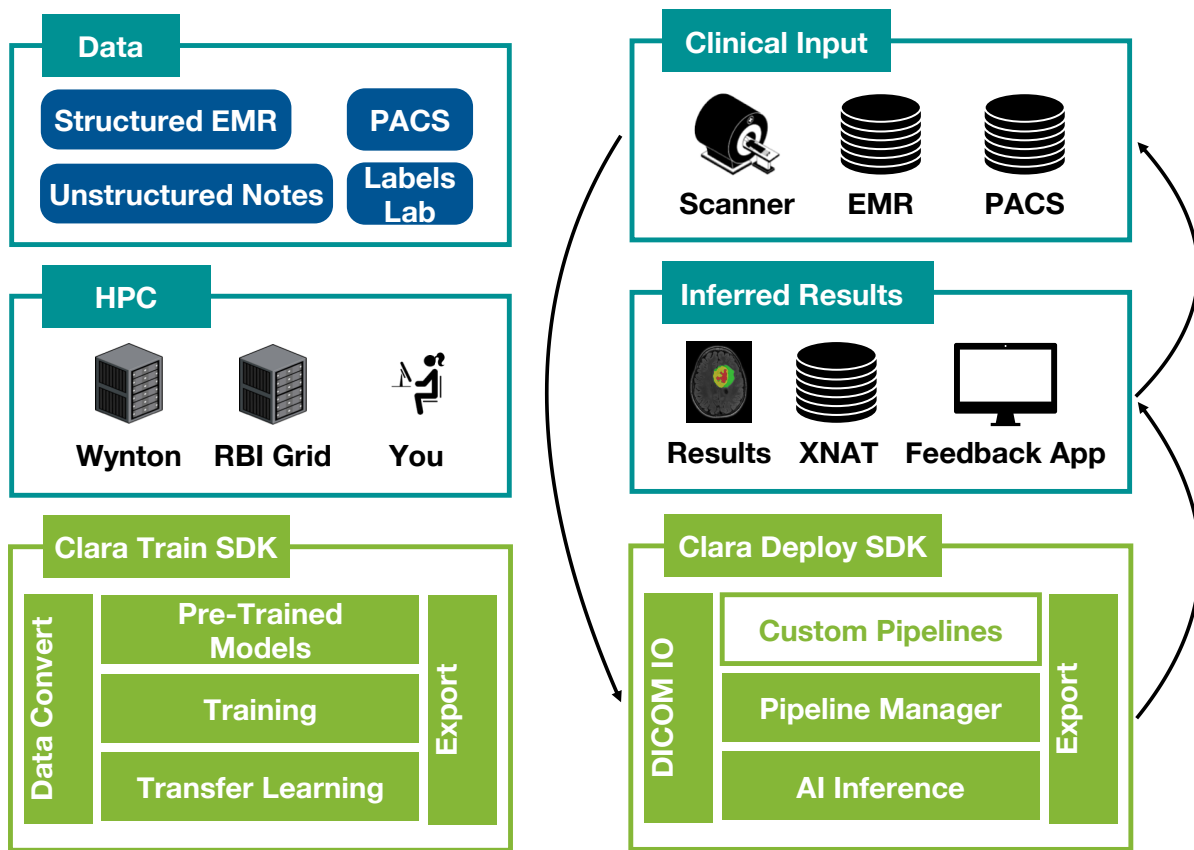 Data
Structured EMR
PACS
Unstructured Notes
Labels
Lab
HPC
Wynton
RBI Grid
You
Clara Train SDK
Data Convert
Pre-Trained
Models
Training
Transfer Learning
Export
Clinical Input
Scanner
EMR
PACS
Inferred Results
Results
XNAT
Feedback App
Clara Deploy SDK
DICOM IO
Custom Pipelines
Pipeline Manager
AI Inference
Export